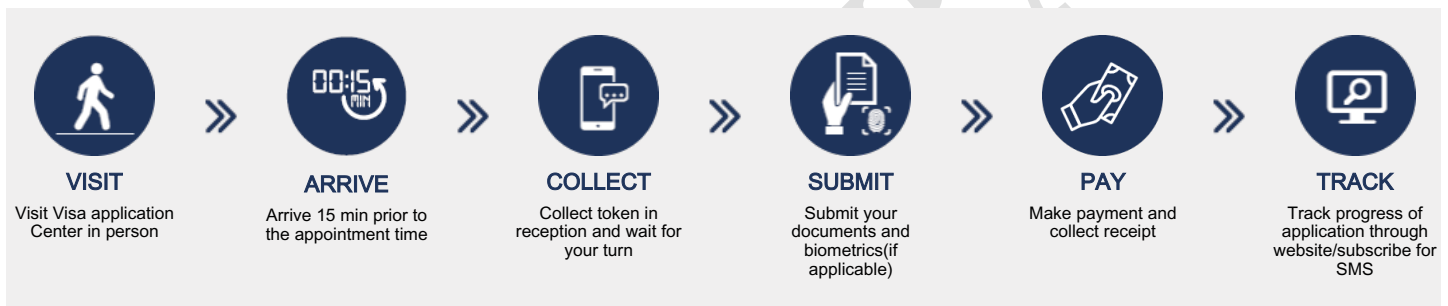 00:15
MIN
VISIT
Visit Visa application
Center in person
ARRIVE
Arrive 15 min prior to
the appointment time
COLLECT
Collect token in
reception and wait for
your turn
SUBMIT
Submit your
documents and
biometrics(if
applicable)
PAY
Make payment and
collect receipt
TRACK
Track progress of
application through
website/subscribe for
SMS